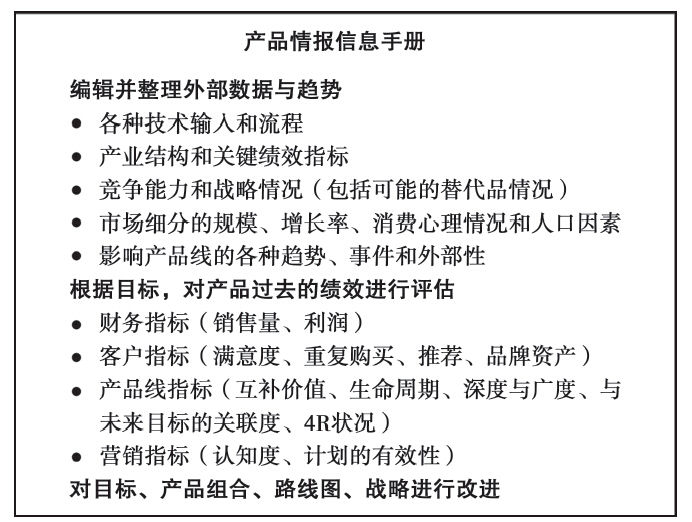 产品情报信息手册
编辑并整理外部数据与趋势
● 各种技术输入和流程
● 产业结构和关键绩效指标
● 竞争能力和战略情况（包括可能的替代品情况）
● 市场细分的规模、增长率、消费心理情况和人口因素
● 影响产品线的各种趋势、事件和外部性
根据目标，对产品过去的绩效进行评估
● 财务指标（销售量、利润）
● 客户指标（满意度、重复购买、推荐、品牌资产）
● 产品线指标（互补价值、生命周期、深度与广度、与
未来目标的关联度、4R状况）
● 营销指标（认知度、计划的有效性）
对目标、产品组合、路线图、战略进行改进